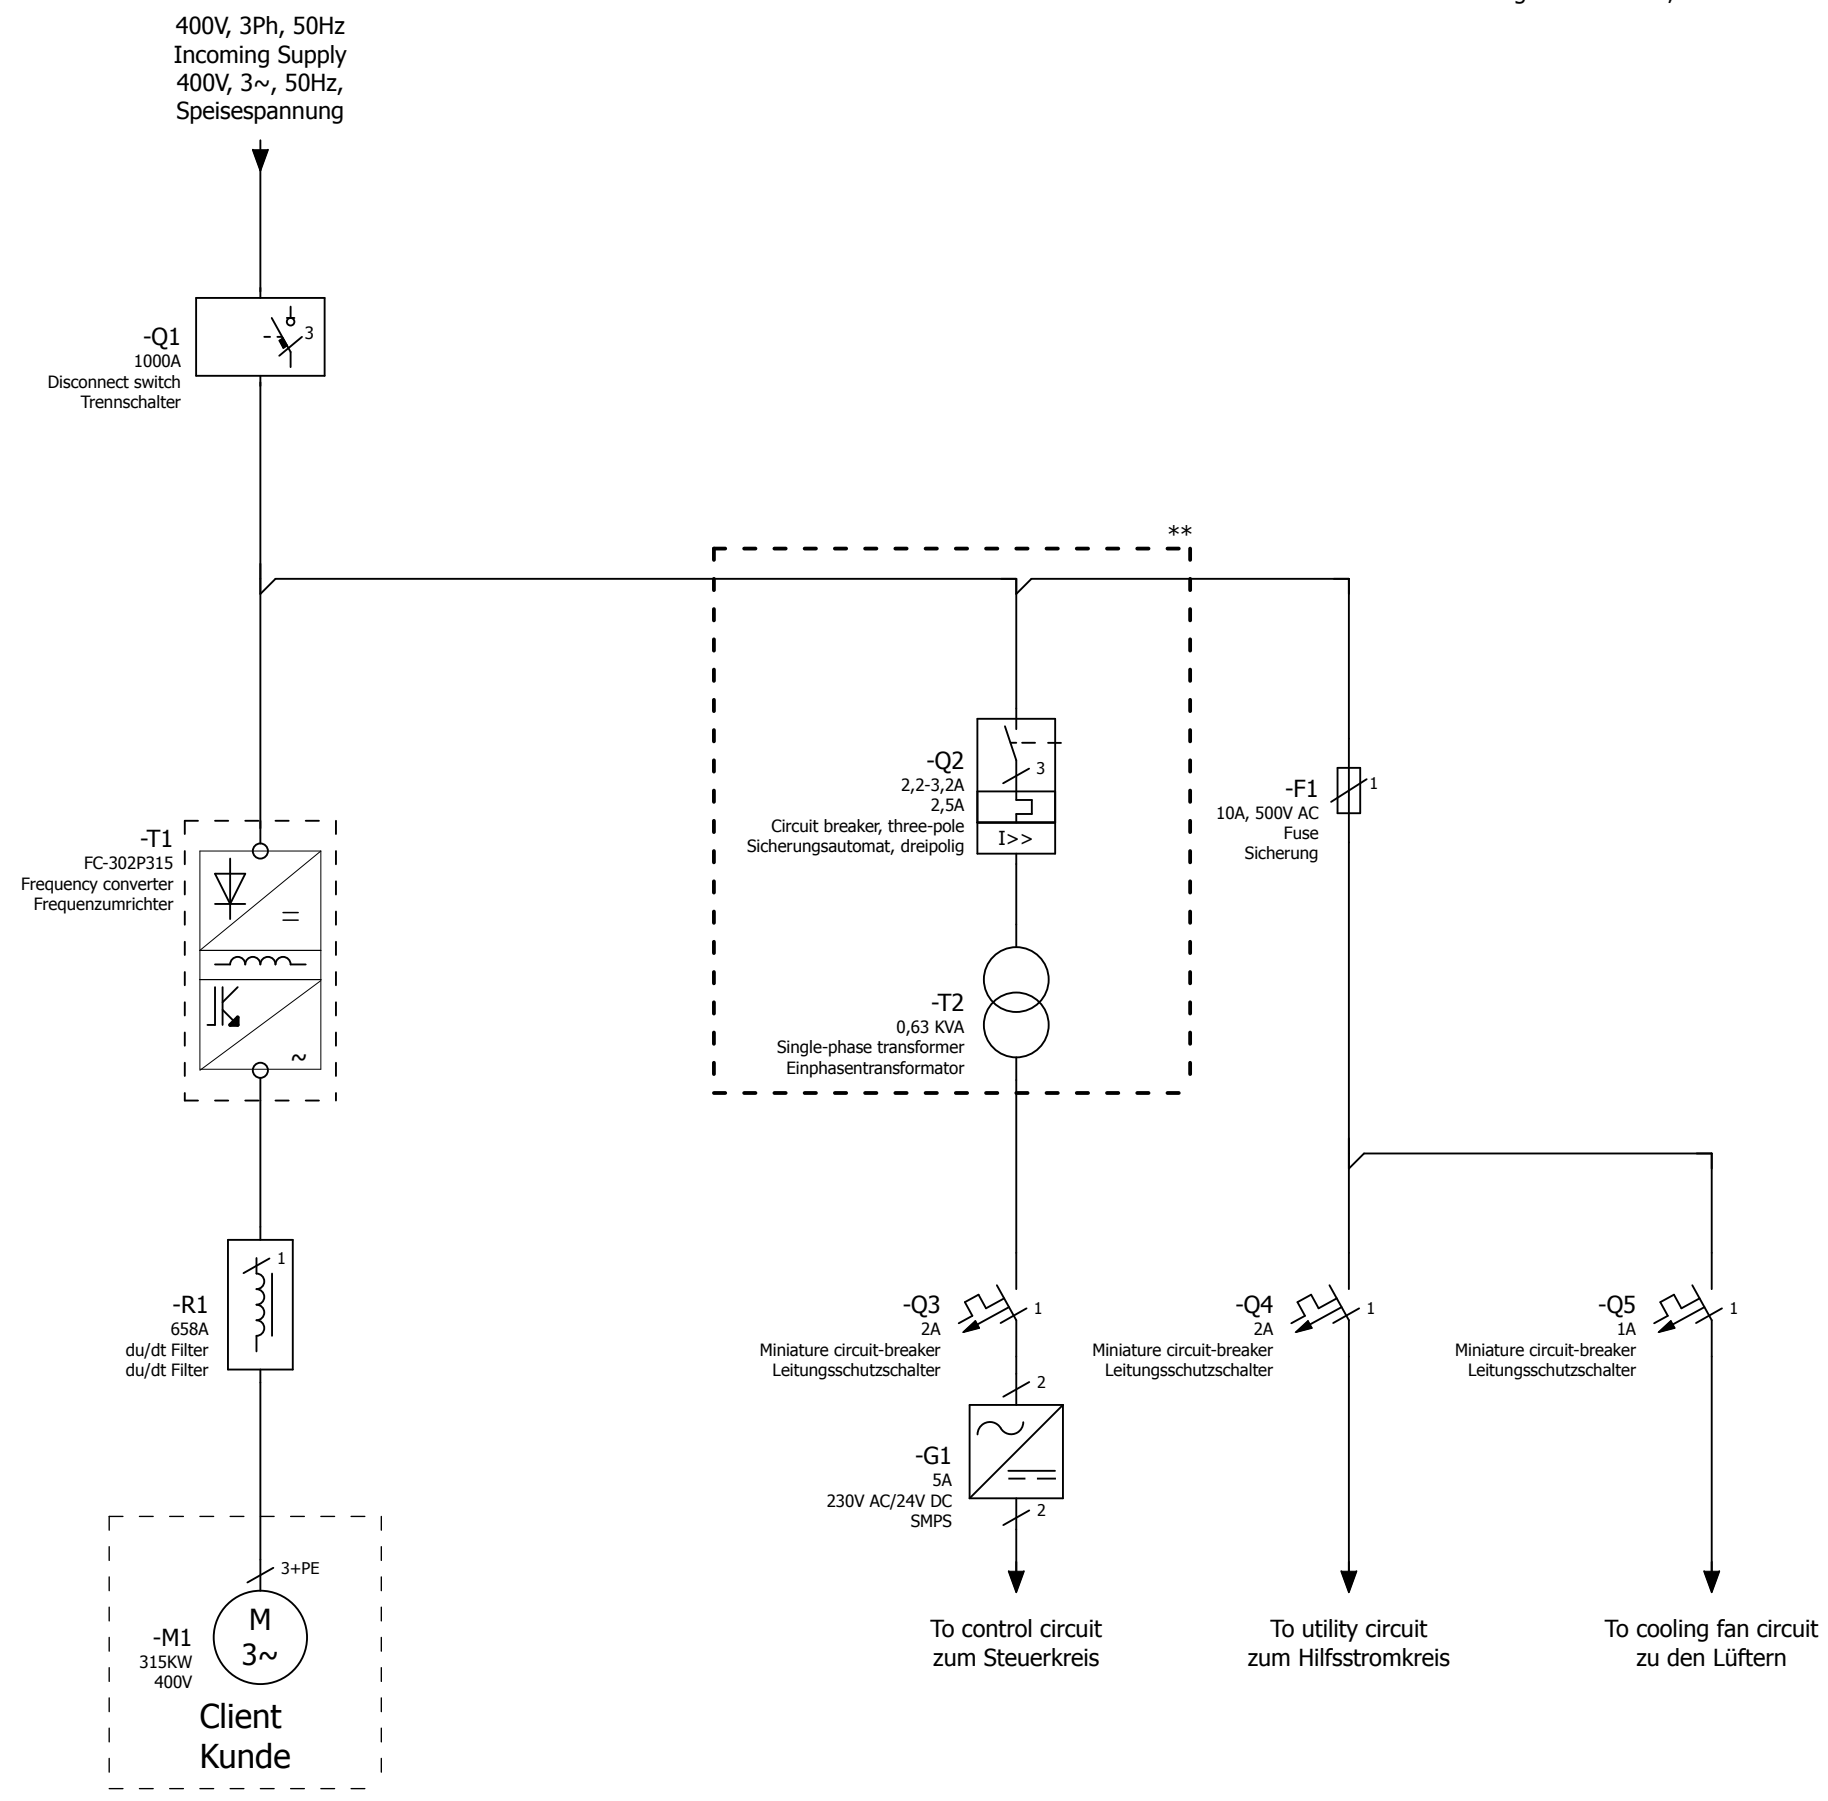 400V, 3Ph, 50Hz
Incoming Supply
400V, 3~, 50Hz,
Speisespannung
-Q1
1000A
Disconnect switch
Trennschalter
3
**
-Q2
2,2-3,2A
2,5A
Circuit breaker, three-pole
Sicherungsautomat, dreipolig
3
I>>
-F1
10A, 500V AC
Fuse
Sicherung
1
-T1
FC-302P315
Frequency converter
Frequenzumrichter
=
~
-T2
0,63 KVA
Single-phase transformer
Einphasentransformator
-R1
658A
du/dt Filter
du/dt Filter
1
-Q3
2A
Miniature circuit-breaker
Leitungsschutzschalter
1
2
-Q4
2A
Miniature circuit-breaker
Leitungsschutzschalter
1
-Q5
1A
Miniature circuit-breaker
Leitungsschutzschalter
1
-G1
5A
230V AC/24V DC
SMPS
2
3+PE
M
3~
-M1
315KW
400V
Client
Kunde
To control circuit
zum Steuerkreis
To utility circuit
zum Hilfsstromkreis
To cooling fan circuit
zu den Lüftern